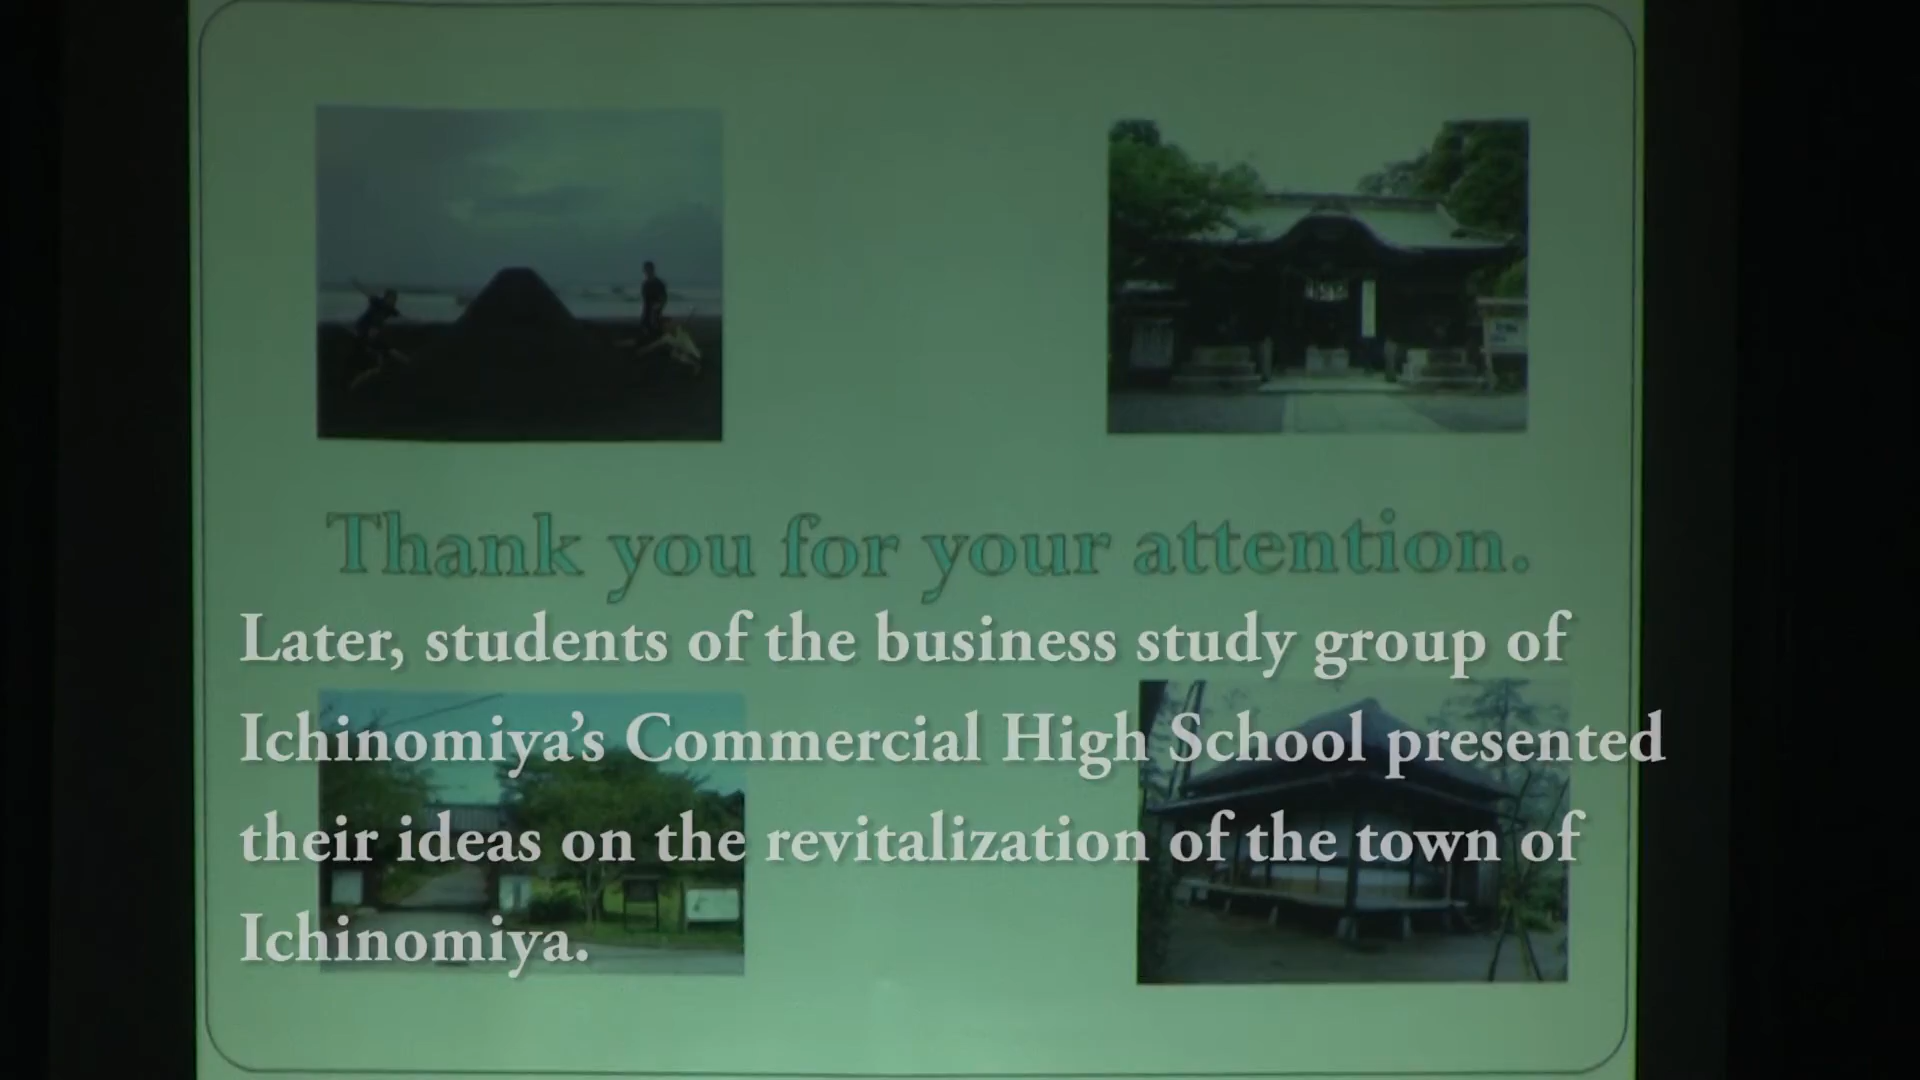 Thank you for your attention.
Later, students of the business study group of
Ichinomiya’s Commercial High School presented
their ideas on the revitalization of the town of
Ichinomiya.